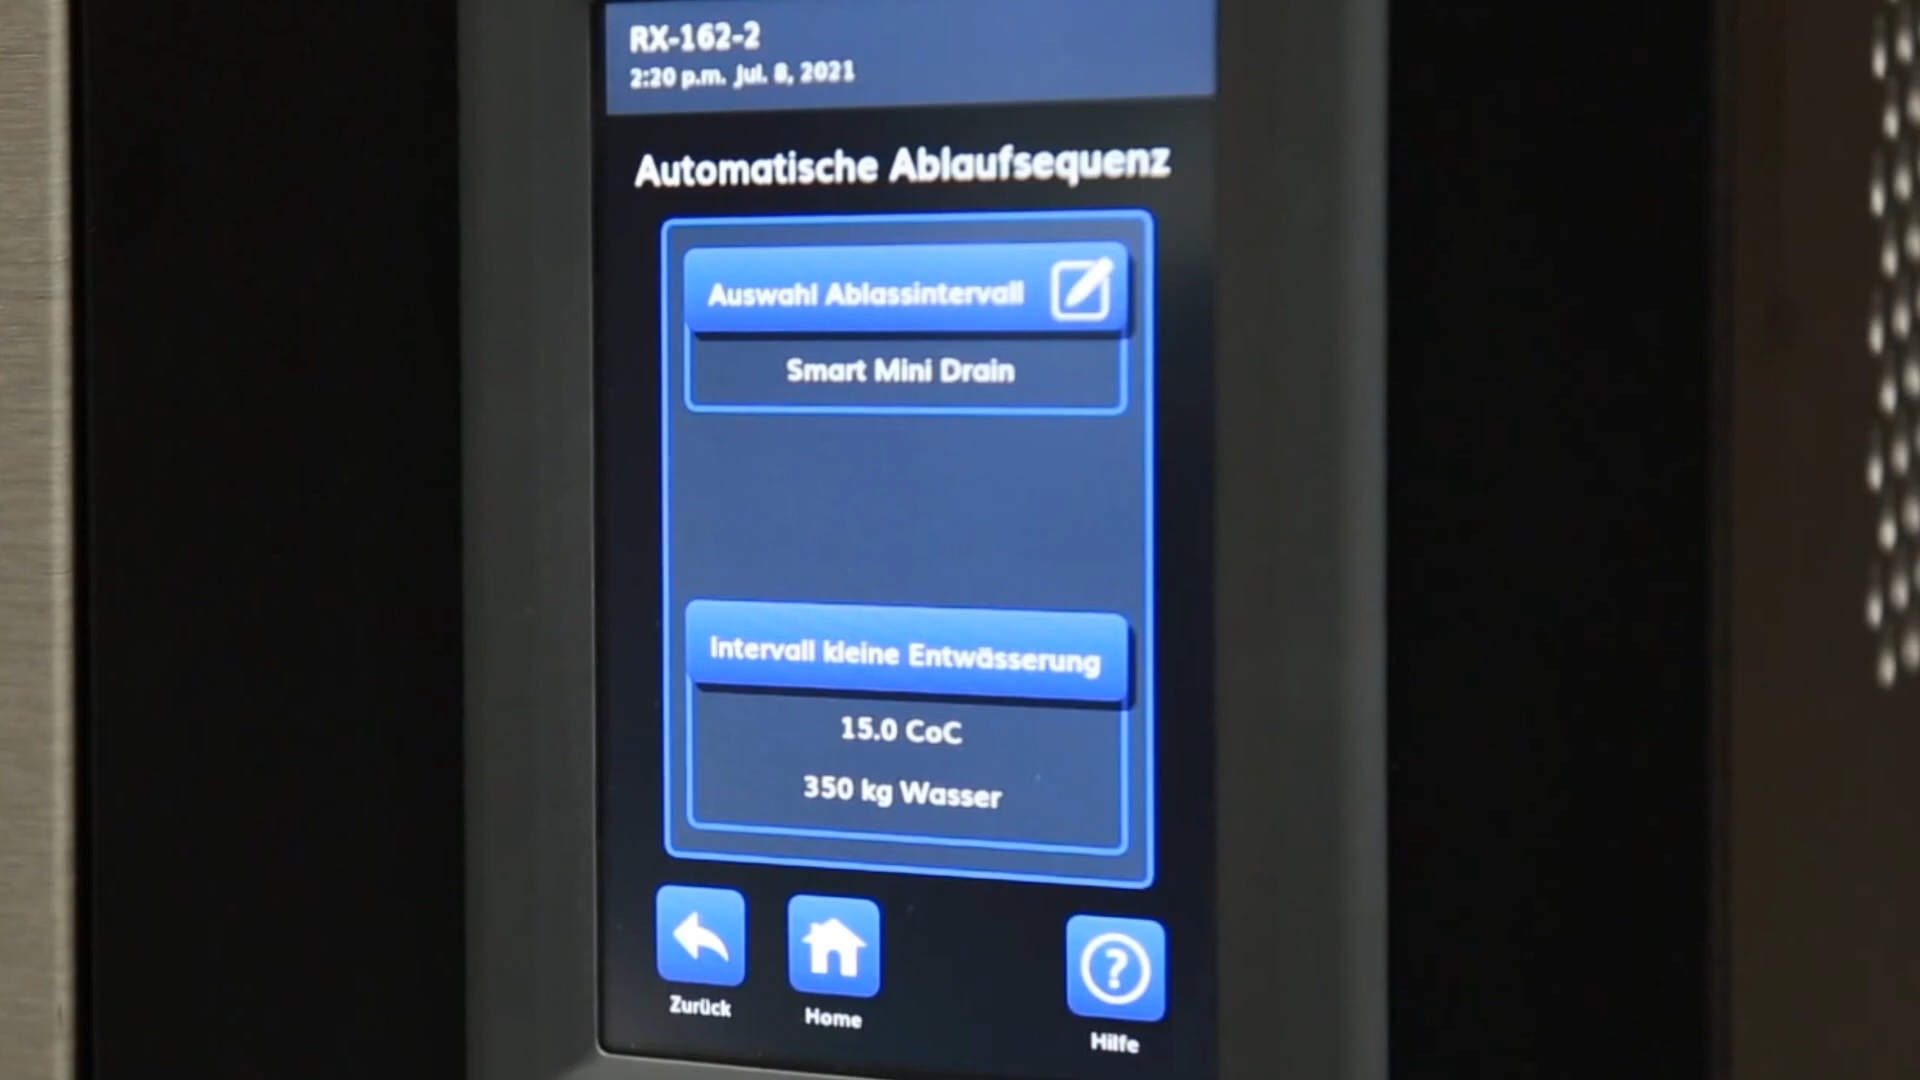 RX-162-2
2:20 p.m. Jul. 8, 2021
Automatische Ablaufsequenz
Auswahl Ablassintervall
Smart Mini Drain
Intervall kleine Entwässerung
15.0 CoC
350 kg Wasser
Zurück
Home
?
Hilfe